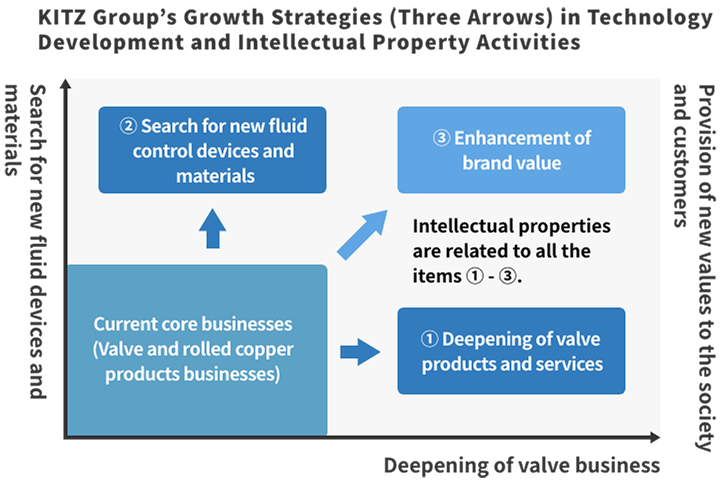 KITZ Group’s Growth Strategies (Three Arrows) in Technology
Development and Intellectual Property Activities
Search for new fluid devices and
materials
② Search for new fluid
control devices and
materials
③ Enhancement of
brand value
Intellectual properties
are related to all the
items ① - ③.
Current core businesses
(Valve and rolled copper
products businesses)
① Deepening of valve
products and services
Provision of new values to the society
and customers
Deepening of valve business